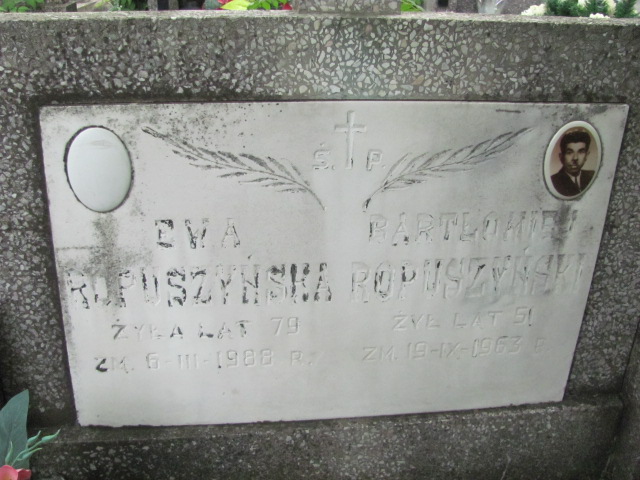 Ś. P.
EWA
ROPUSZYŃSKA
ŻYŁA LAT 79
ZM. 6-III-1988 R.
BARTŁOMIEJ
ROPUSZYŃSKI
ŻYŁ LAT 51
ZM. 19-IX-1963 R